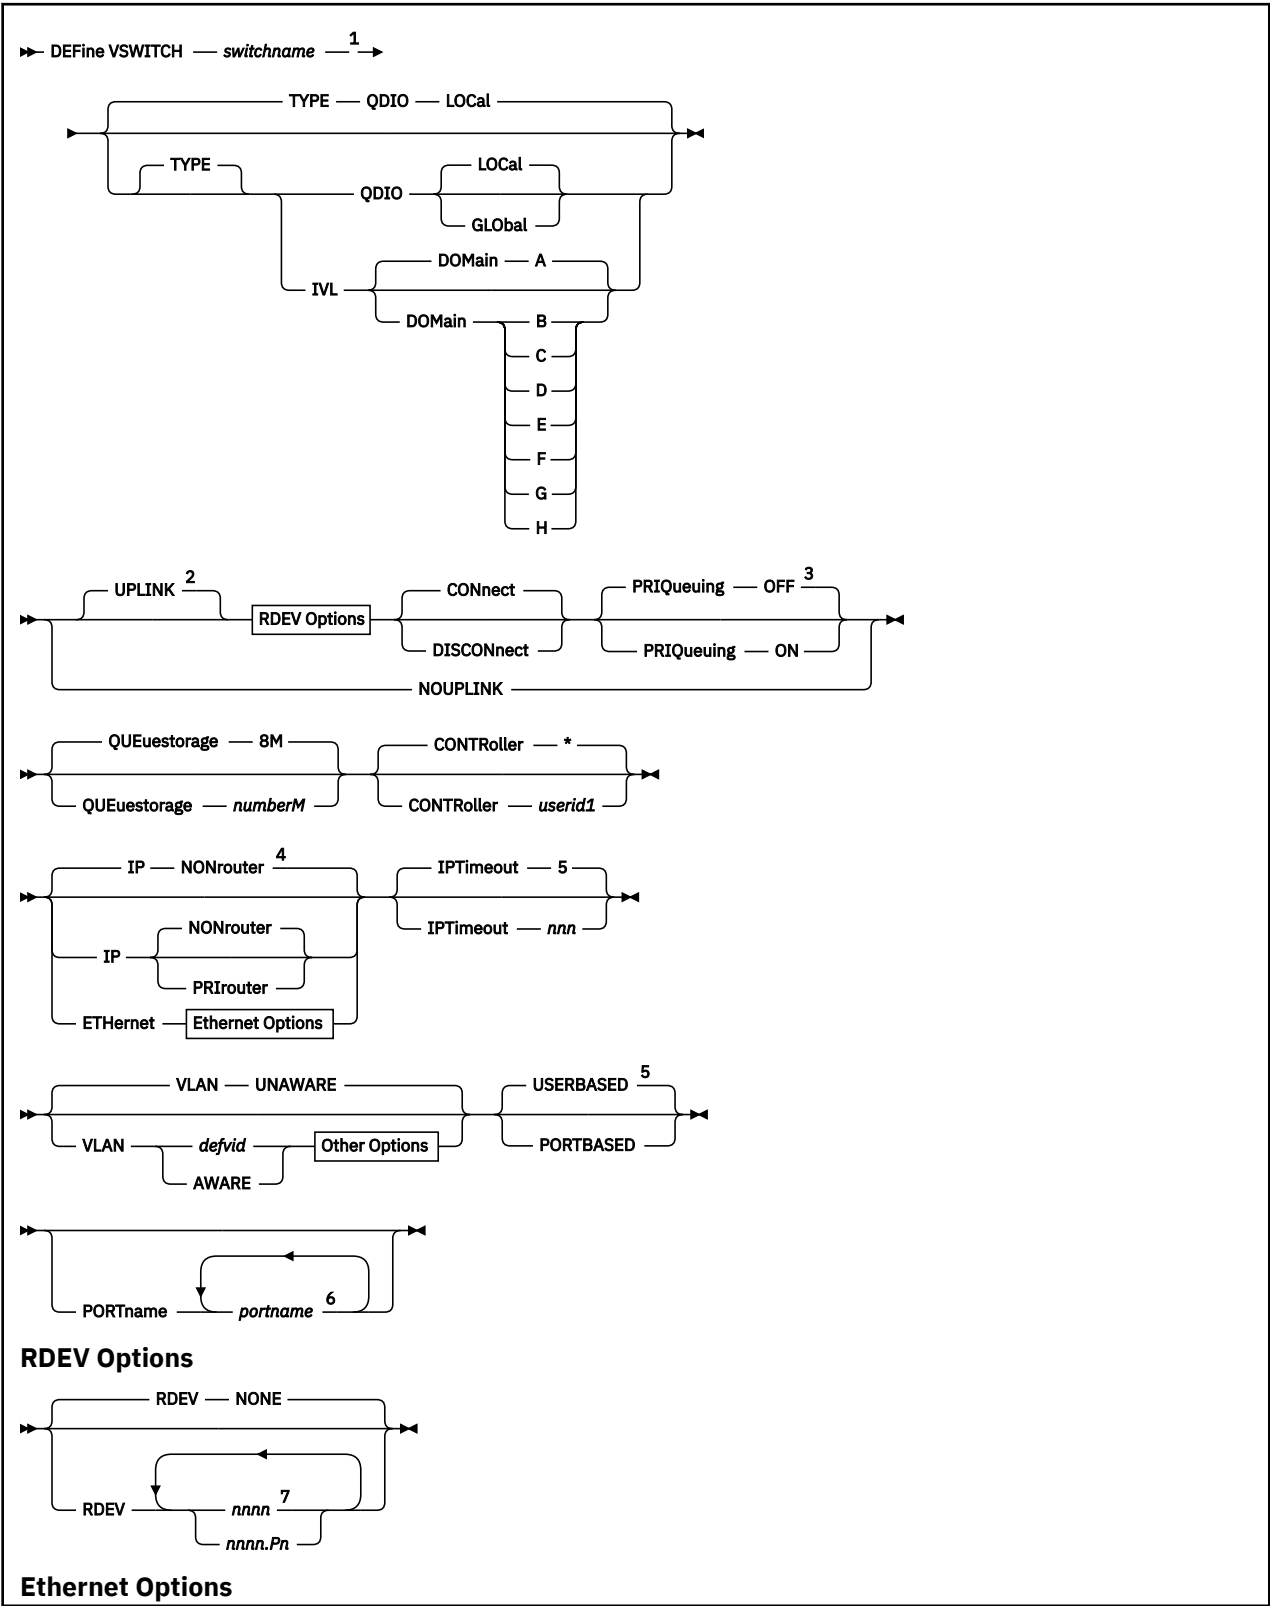 DEFine VSWITCH switchname 1
TYPE QDIO LOCal
TYPE LOCal
QDIO
GLObal
DOMain A
IVL
DOMain B
C
D
E
F
G
H
UPLINK 2 CONnect PRIQueuing OFF 3
RDEV Options
DISCONnect PRIQueuing ON
NOUPLINK
QUEuestorage 8M CONTRoller *
QUEuestorage numberM CONTRoller userid1
IP NONrouter 4 IPTimeout 5
NONrouter IPTimeout nnn
IP
PRIrouter
ETHernet Ethernet Options
VLAN UNAWARE USERBASED 5
VLAN defvid Other Options PORTBASED
AWARE
PORTname portname 6
RDEV Options
RDEV NONE
RDEV nnnn 7
nnnn.Pn
Ethernet Options